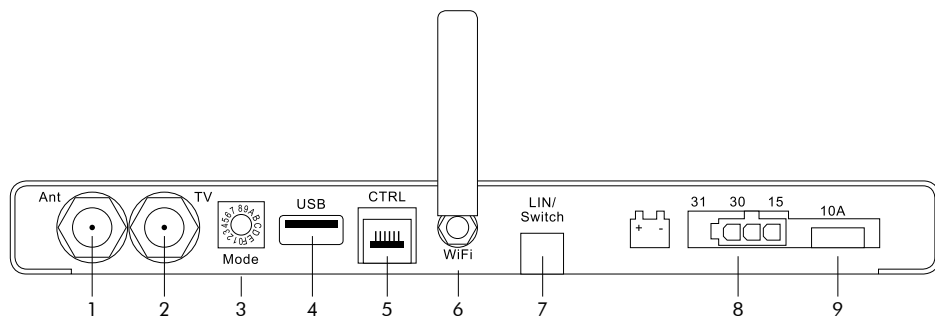 Ant
TV
456789ABCDEF0123
Mode
USB
CTRL
WiFi
LIN/
Switch
+ -
31 30 15
10A
1 2 3 4 5 6 7 8 9